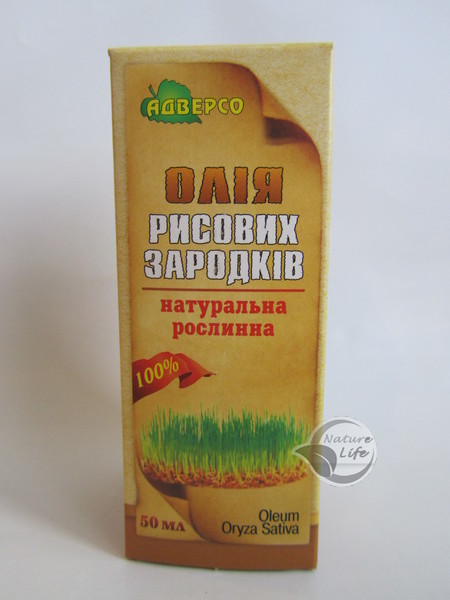 АДВЕРСО
ОЛІЯ
РИСОВИХ
ЗАРОДКІВ
натуральна
рослинна
100%
Nature
Life
50 мл
Oleum
Oryza Sativa